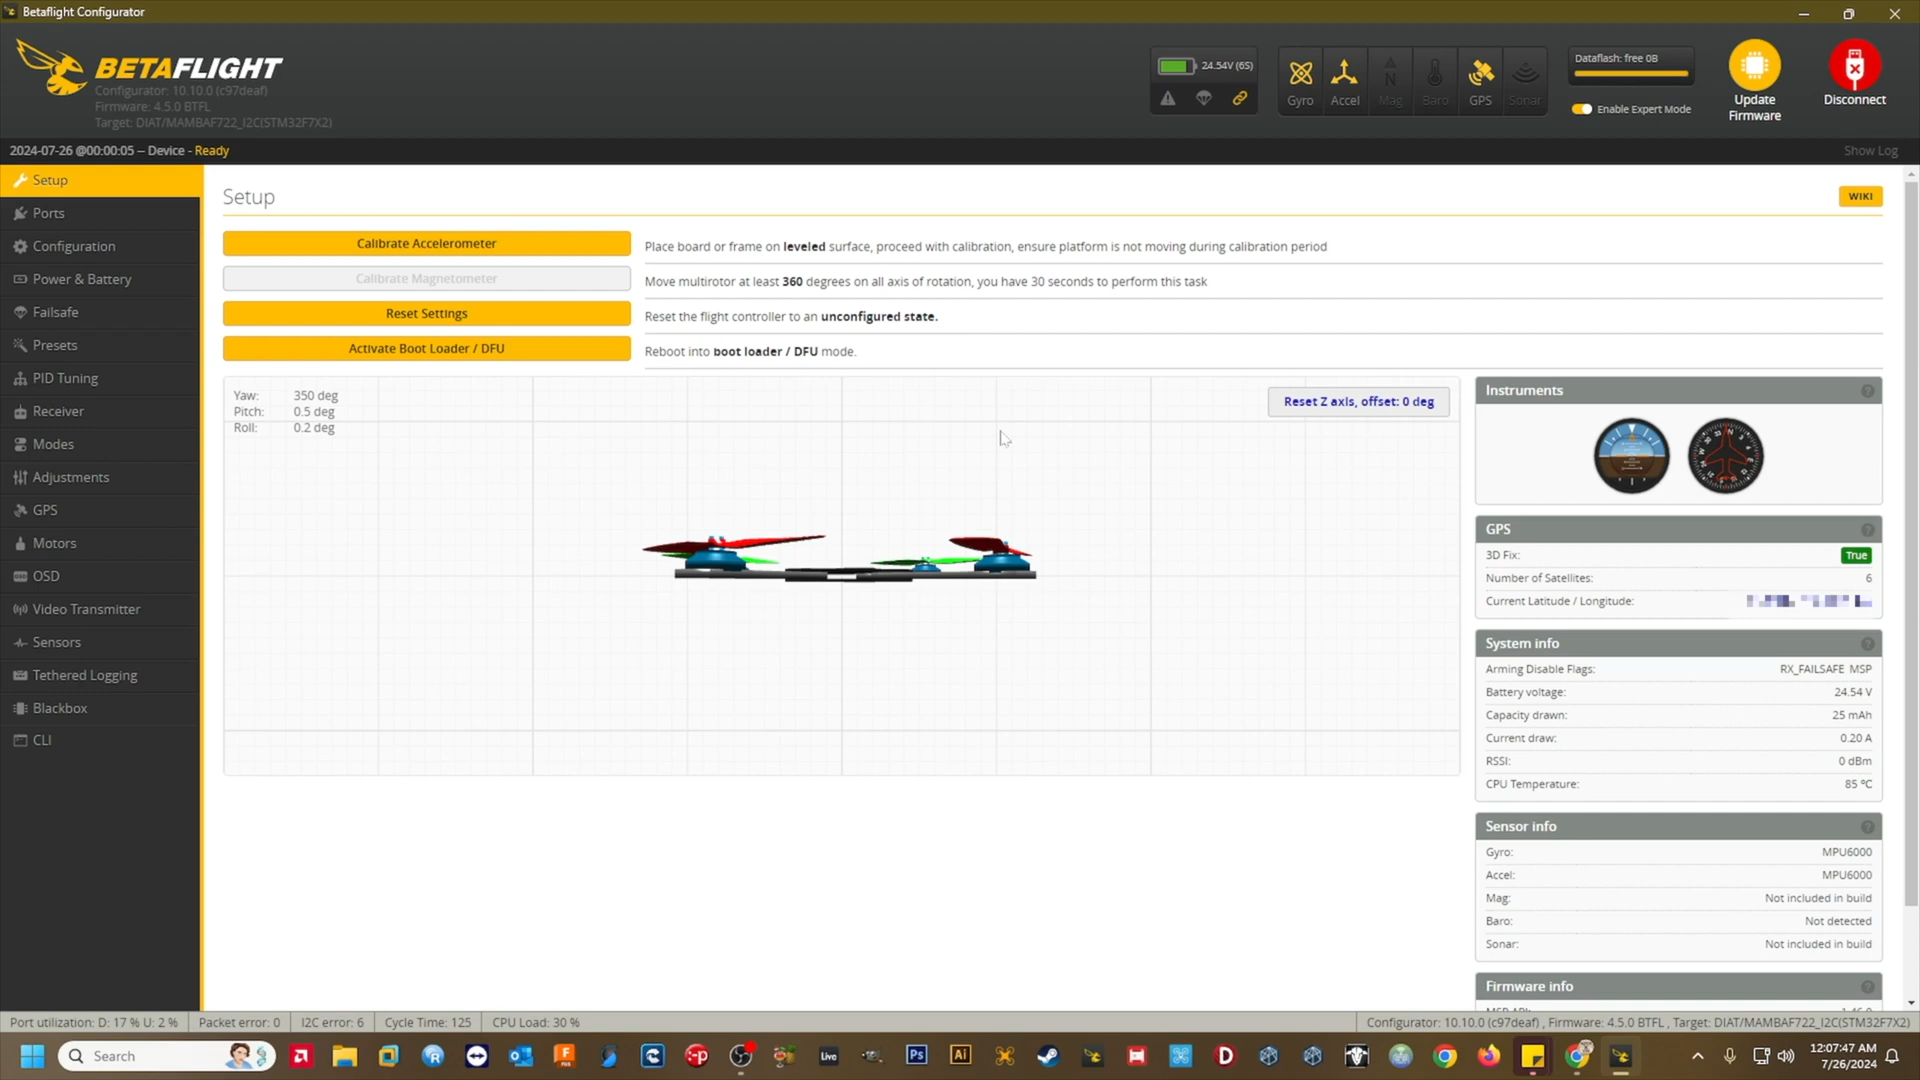 Betaflight Configurator
BETAFLIGHT
Configurator: 10.10.0 (c97deaf)
Firmware: 4.5.0 BTFL
Target: DIAT/MAMBAF722_I2C(STM32F7X2)
24.54V (6S)
Gyro
Accel
Mag
Baro
GPS
Sonar
Dataflash: free 0B
Enable Expert Mode
Update
Firmware
Disconnect
2024-07-26 @00:00:05 -- Device - Ready
Show Log
Setup
Ports
Configuration
Power & Battery
Failsafe
Presets
PID Tuning
Receiver
Modes
Adjustments
GPS
Motors
OSD
Video Transmitter
Sensors
Tethered Logging
Blackbox
CLI
Setup
WIKI
Calibrate Accelerometer
Place board or frame on leveled surface, proceed with calibration, ensure platform is not moving during calibration period
Calibrate Magnetometer
Move multirotor at least 360 degrees on all axis of rotation, you have 30 seconds to perform this task
Reset Settings
Reset the flight controller to an unconfigured state.
Activate Boot Loader / DFU
Reboot into boot loader / DFU mode.
Yaw: 350 deg
Pitch: 0.5 deg
Roll: 0.2 deg
Reset Z axis, offset: 0 deg
Instruments
GPS
3D Fix: True
Number of Satellites: 6
Current Latitude / Longitude:
System info
Arming Disable Flags: RX_FAILSAFE MSP
Battery voltage: 24.54 V
Capacity drawn: 25 mAh
Current draw: 0.20 A
RSSI: 0 dBm
CPU Temperature: 85 °C
Sensor info
Gyro: MPU6000
Accel: MPU6000
Mag: Not included in build
Baro: Not detected
Sonar: Not included in build
Firmware info
Port utilization: D: 17 % U: 2 %
Packet error: 0
I2C error: 6
Cycle Time: 125
CPU Load: 30 %
Configurator: 10.10.0 (c97deaf) , Firmware: 4.5.0 BTFL , Target: DIAT/MAMBAF722_I2C(STM32F7X2)
Search
Live
Ps
Ai
12:07:47 AM
7/26/2024